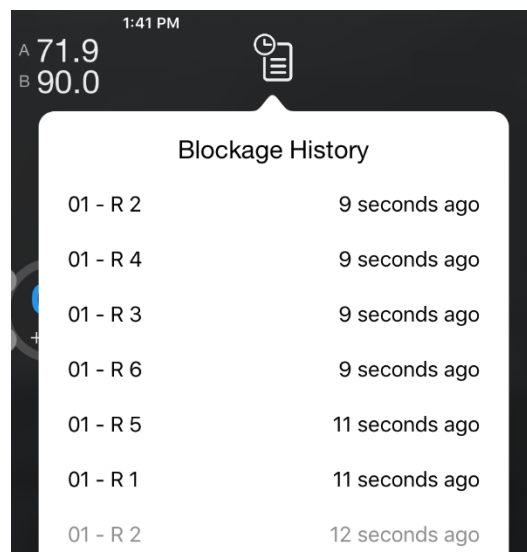 1:41 PM
A 71.9
B 90.0
Blockage History
01 - R 2 9 seconds ago
01 - R 4 9 seconds ago
01 - R 3 9 seconds ago
01 - R 6 9 seconds ago
01 - R 5 11 seconds ago
01 - R 1 11 seconds ago
01 - R 2 12 seconds ago